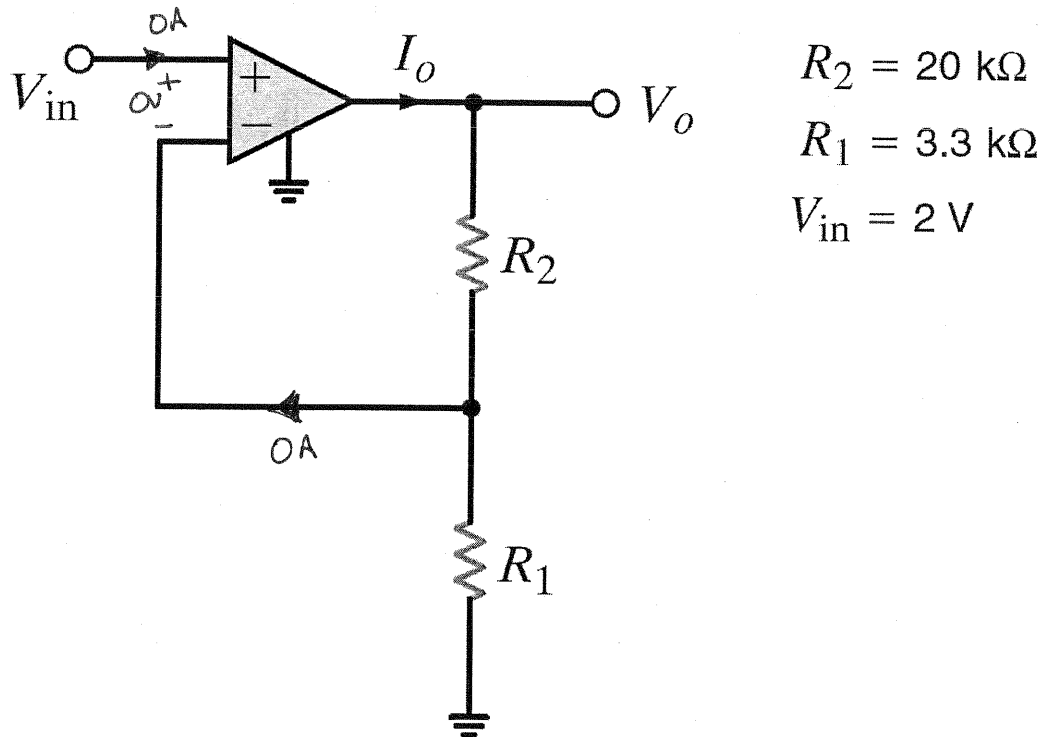 0A
V_in
0V
+
-
+
−
I_o
V_o
R_2 = 20 kΩ
R_1 = 3.3 kΩ
V_in = 2 V
R_2
0A
R_1